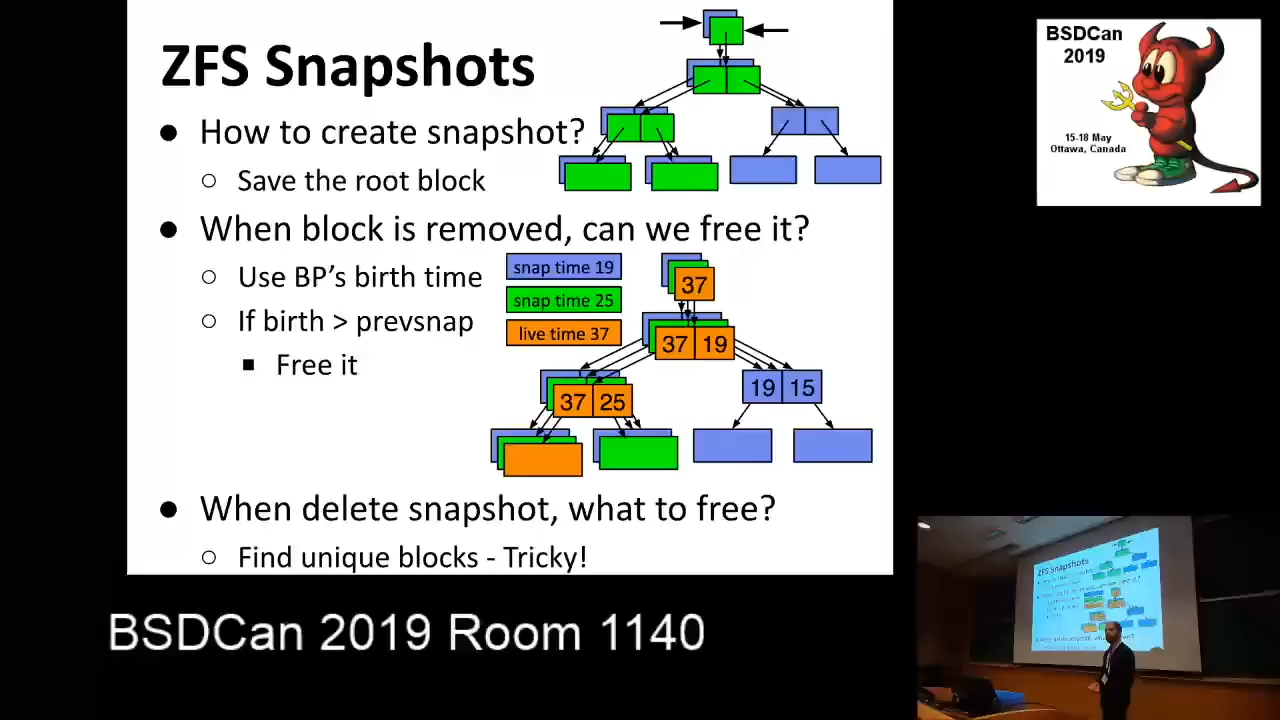 ZFS Snapshots
● How to create snapshot?
○ Save the root block
● When block is removed, can we free it?
○ Use BP's birth time
○ If birth > prevsnap
■ Free it
snap time 19
snap time 25
live time 37
37
37 19
37 25
19 15
● When delete snapshot, what to free?
○ Find unique blocks - Tricky!
BSDCan
2019
15-18 May
Ottawa, Canada
BSDCan 2019 Room 1140
ZFS Snapshots